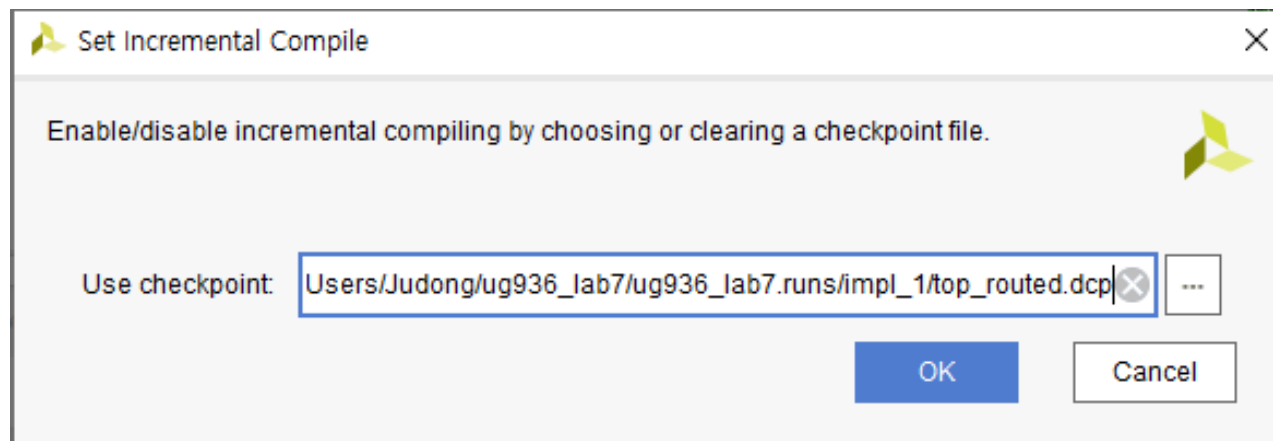 Set Incremental Compile
Enable/disable incremental compiling by choosing or clearing a checkpoint file.
Use checkpoint: Users/Judong/ug936_lab7/ug936_lab7.runs/impl_1/top_routed.dcp ...
OK Cancel